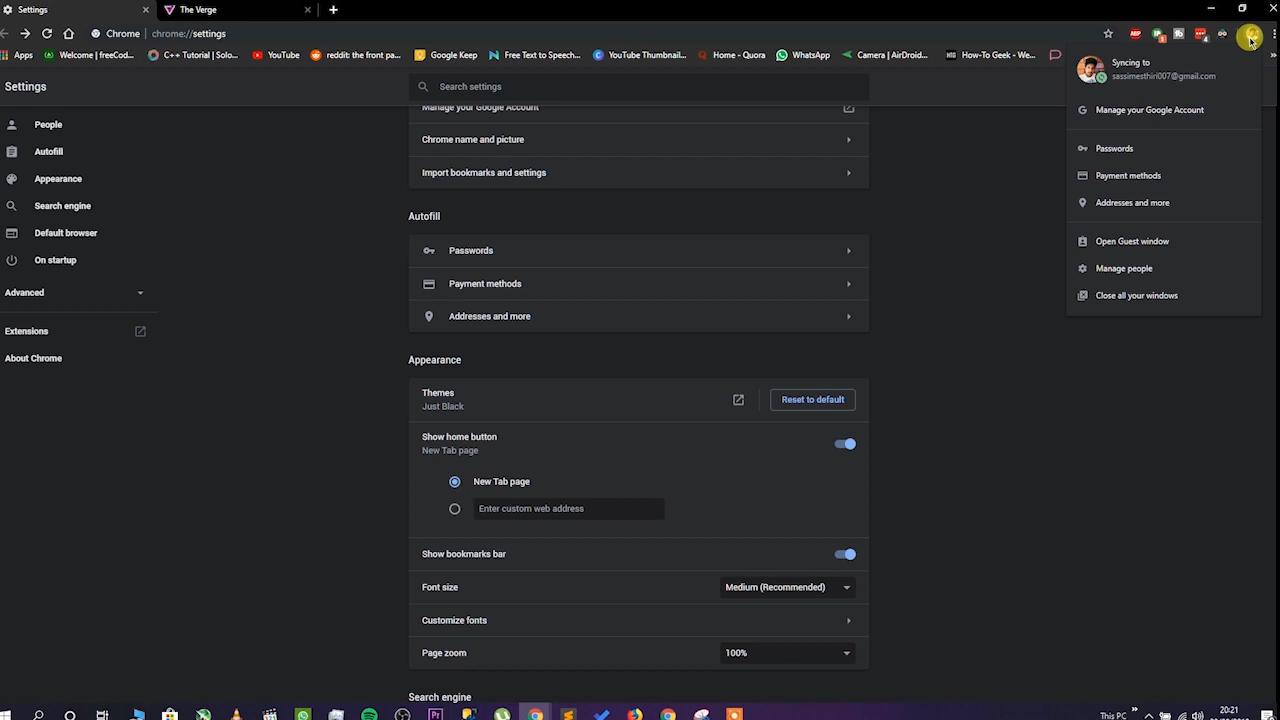 Settings
The Verge
Chrome
chrome://settings
Apps
Welcome | freeCod...
C++ Tutorial | Solo...
YouTube
reddit: the front pa...
Google Keep
Free Text to Speech...
YouTube Thumbnail...
Home - Quora
WhatsApp
Camera | AirDroid...
How-To Geek - We...
Settings
Search settings
People
Autofill
Appearance
Search engine
Default browser
On startup
Advanced
Extensions
About Chrome
Manage your Google Account
Chrome name and picture
Import bookmarks and settings
Autofill
Passwords
Payment methods
Addresses and more
Appearance
Themes
Just Black
Reset to default
Show home button
New Tab page
New Tab page
Enter custom web address
Show bookmarks bar
Font size
Medium (Recommended)
Customize fonts
Page zoom
100%
Search engine
Syncing to
sassimesthiri007@gmail.com
Manage your Google Account
Passwords
Payment methods
Addresses and more
Open Guest window
Manage people
Close all your windows
This PC
20:21